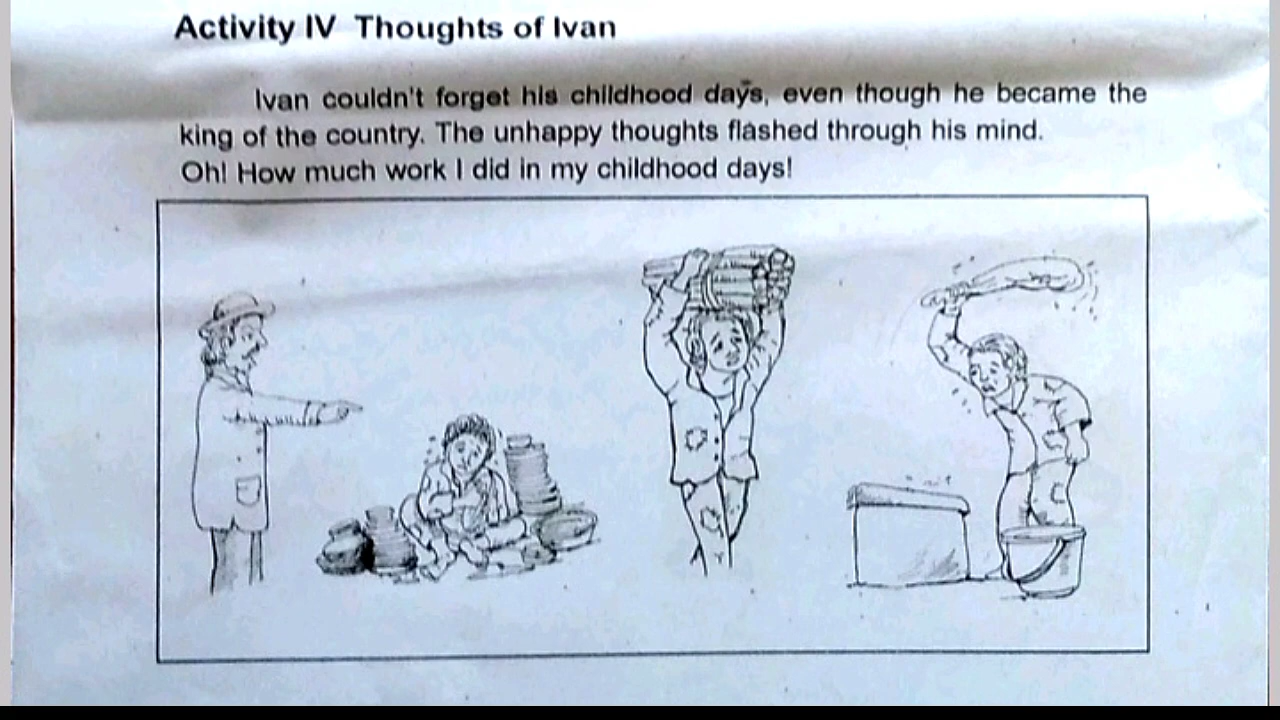 Activity IV Thoughts of Ivan
Ivan couldn't forget his childhood days, even though he became the
king of the country. The unhappy thoughts flashed through his mind.
Oh! How much work I did in my childhood days!